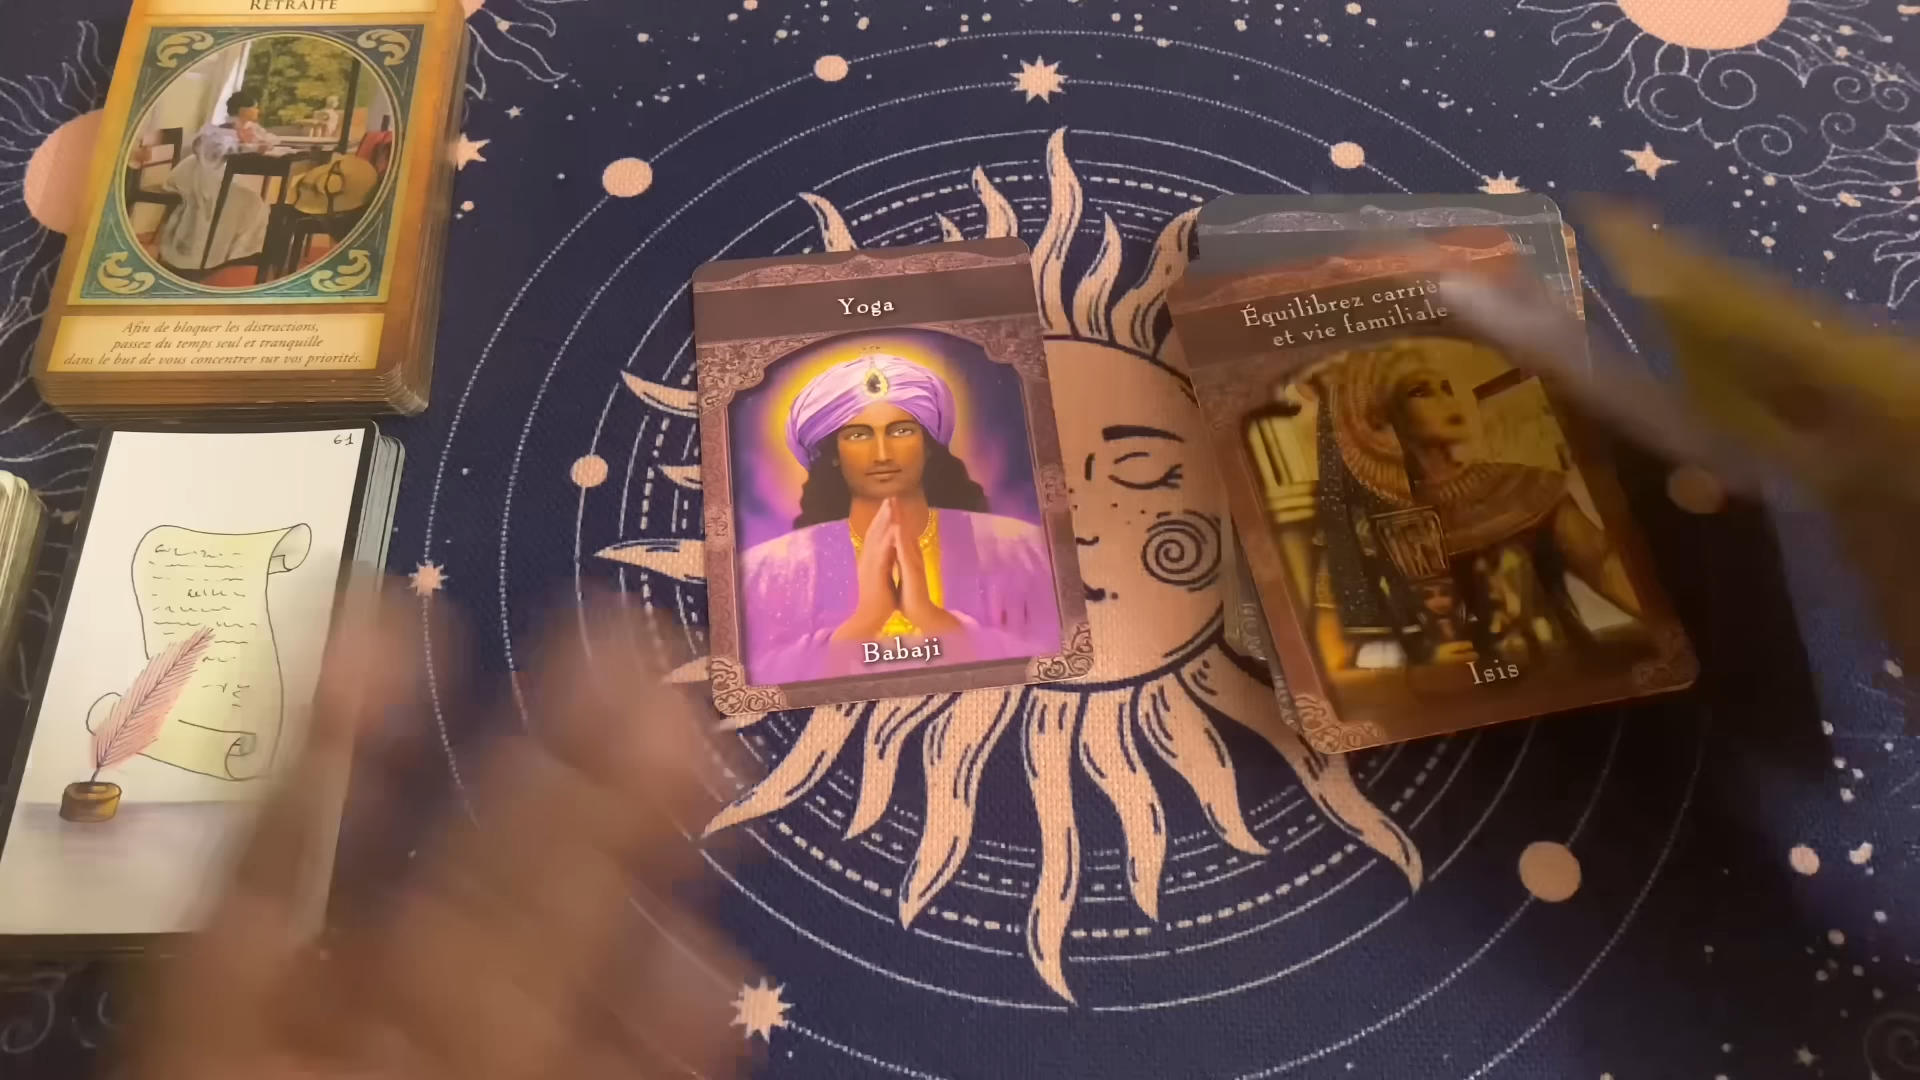 RETRAITE
Afin de bloquer les distractions,
passez du temps seul et tranquille
dans le but de vous concentrer sur vos priorités.
61
Yoga
Babaji
Équilibrez
et vie familiale
Isis